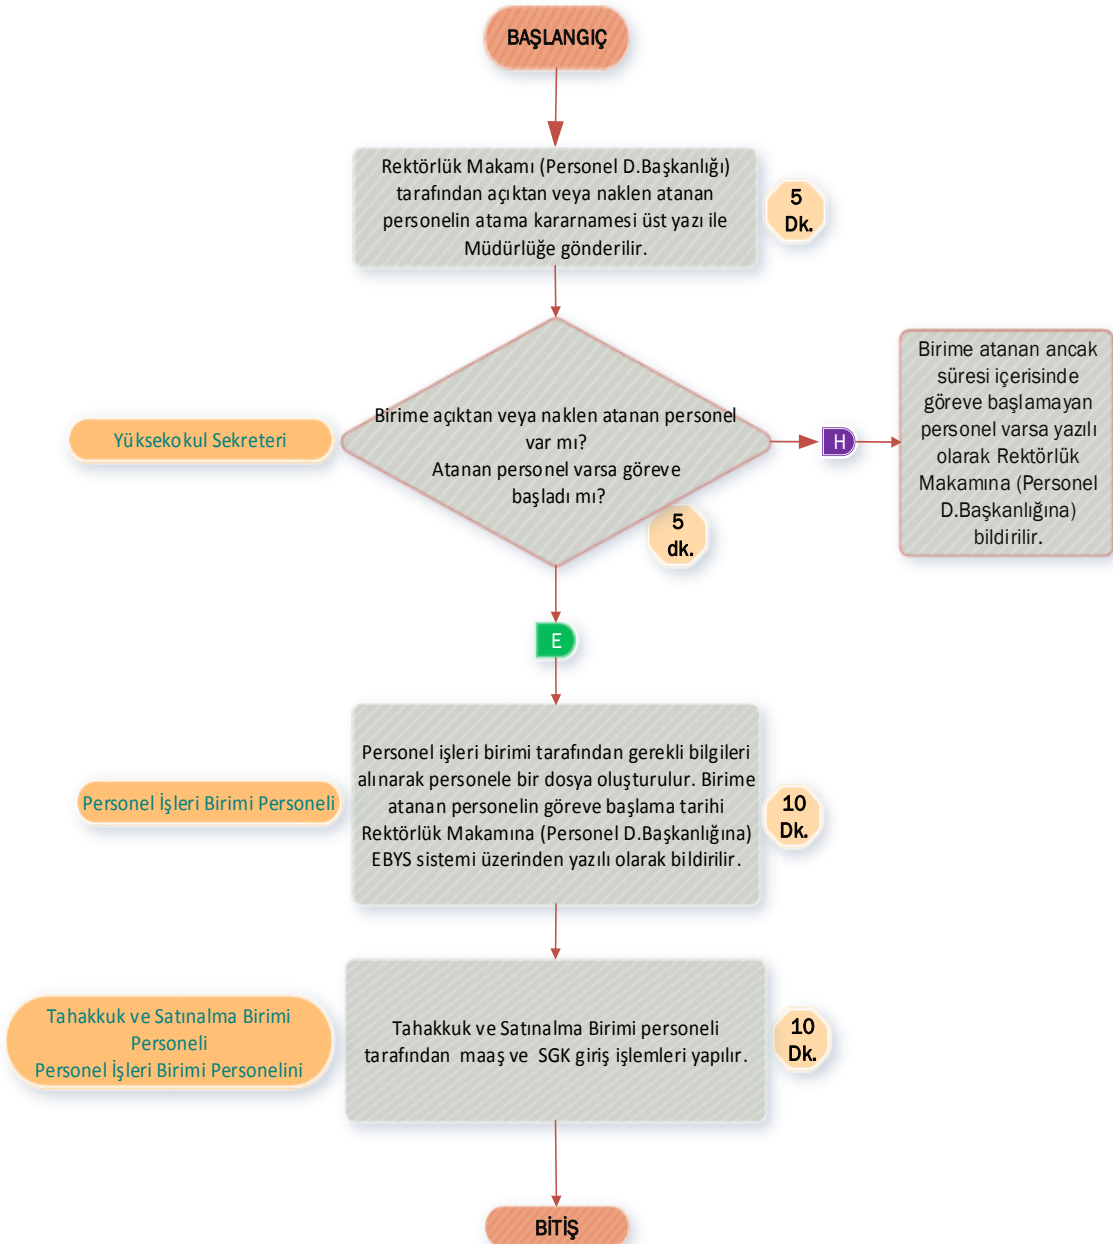 BAŞLANGIÇ
Rektörlük Makamı (Personel D.Başkanlığı)
tarafından açıktan veya naklen atanan
personelin atama kararnamesi üst yazı ile
Müdürlüğe gönderilir.
5
Dk.
Yüksekokul Sekreteri
Birime açıktan veya naklen atanan personel
var mı?
Atanan personel varsa göreve
başladı mı?
5
dk.
H
Birime atanan ancak
süresi içerisinde
göreve başlamayan
personel varsa yazılı
olarak Rektörlük
Makamına (Personel
D.Başkanlığına)
bildirilir.
E
Personel İşleri Birimi Personeli
Personel işleri birimi tarafından gerekli bilgileri
alınarak personele bir dosya oluşturulur. Birime
atanan personelin göreve başlama tarihi
Rektörlük Makamına (Personel D.Başkanlığına)
EBYS sistemi üzerinden yazılı olarak bildirilir.
10
Dk.
Tahakkuk ve Satınalma Birimi
Personeli
Personel İşleri Birimi Personelini
Tahakkuk ve Satınalma Birimi personeli
tarafından maaş ve SGK giriş işlemleri yapılır.
10
Dk.
BİTİŞ